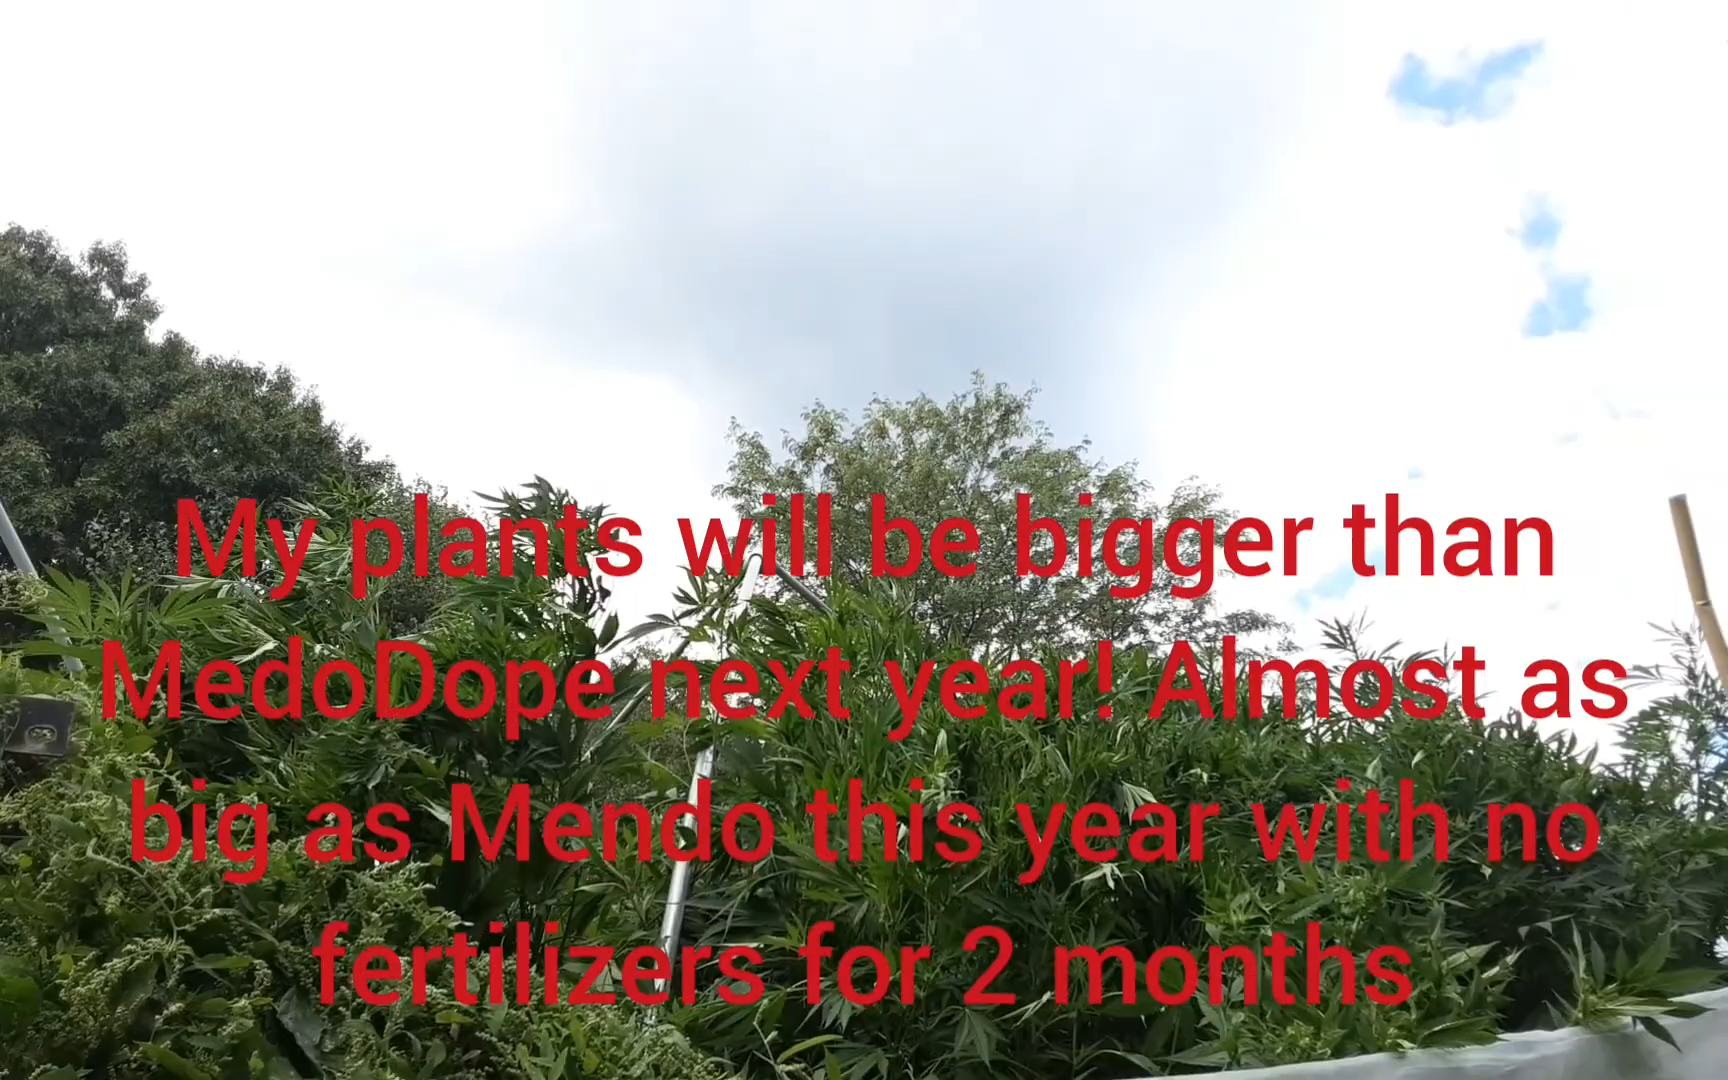 My plants will be bigger than
MedoDope next year! Almost as
big as Mendo this year with no
fertilizers for 2 months